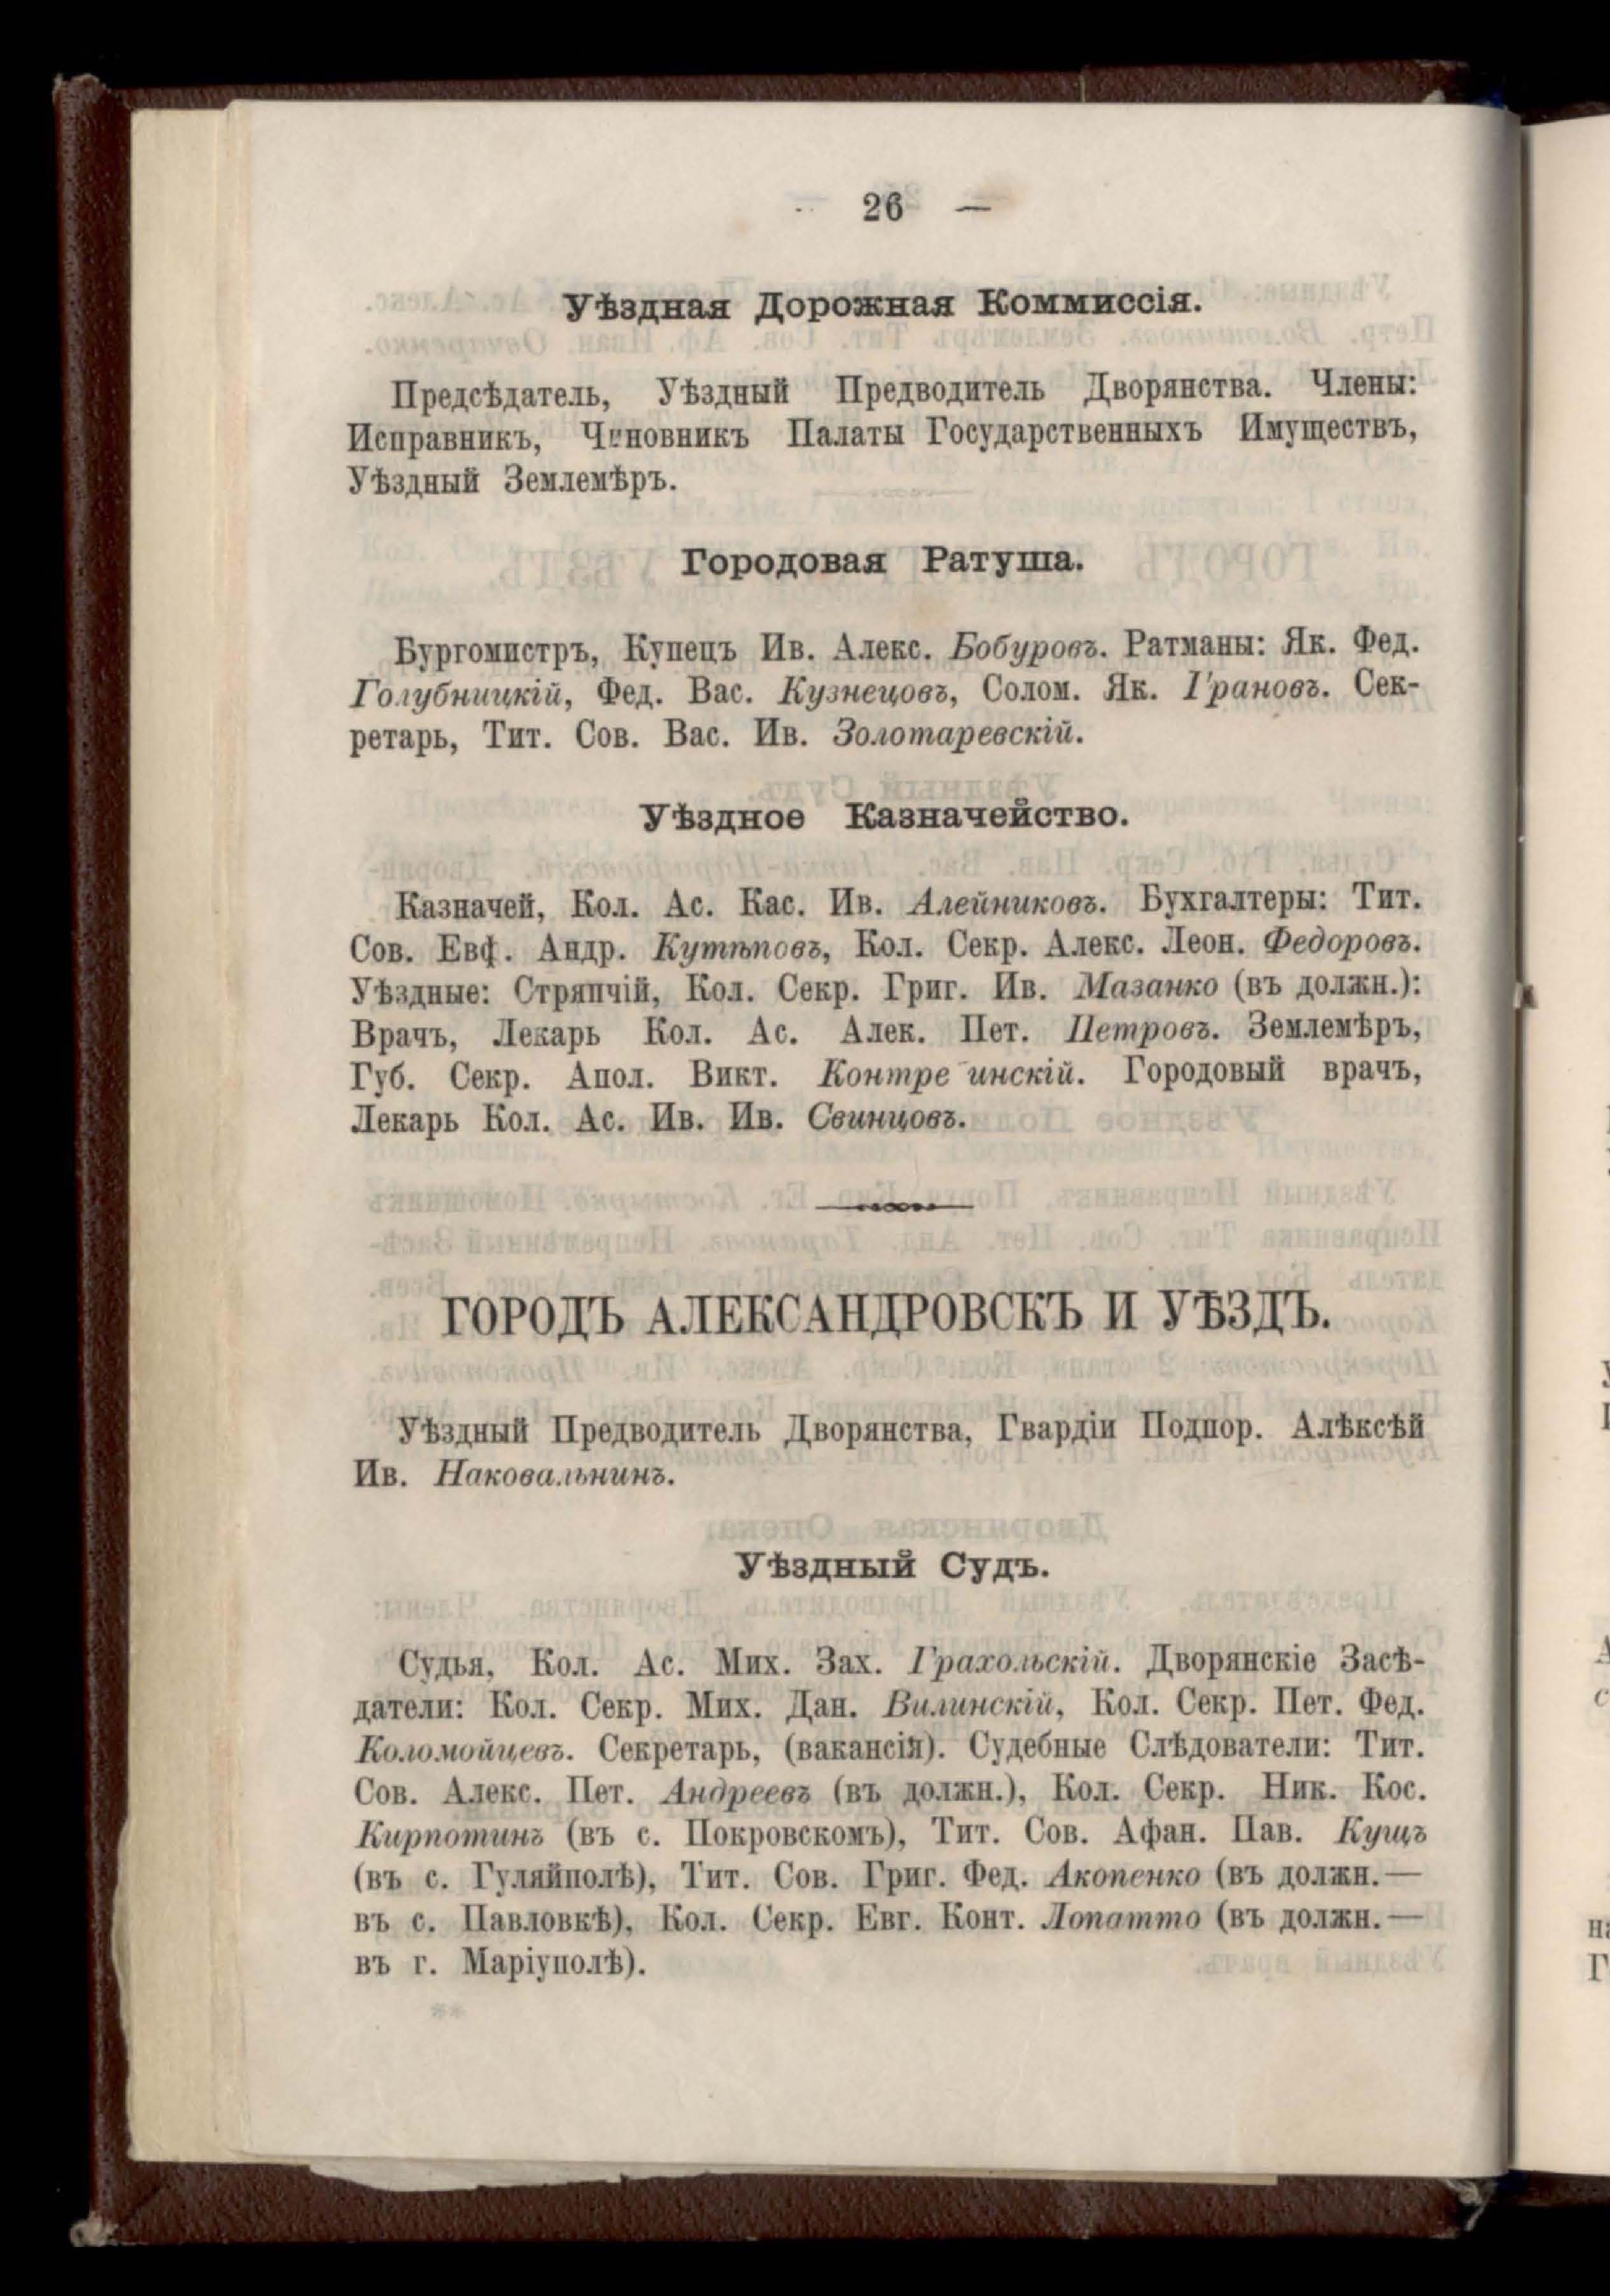 26 —
Уѣздная Дорожная Коммиссія.
Предсѣдатель, Уѣздный Предводитель Дворянства. Члены:
Исправникъ, Чиновникъ Палаты Государственныхъ Имуществъ,
Уѣздный Землемѣръ.
Городовая Ратуша.
Бургомистръ, Купецъ Ив. Алекс. Бобуровъ. Ратманы: Як. Фед.
Голубницкій, Фед. Вас. Кузнецовъ, Солом. Як. Грановъ. Сек-
ретарь, Тит. Сов. Вас. Ив. Золотаревскій.
Уѣздное Казначейство.
Казначей, Кол. Ас. Кас. Ив. Алейниковъ. Бухгалтеры: Тит.
Сов. Евф. Андр. Кутѣповъ, Кол. Секр. Алекс. Леон. Федоровъ.
Уѣздные: Стряпчій, Кол. Секр. Григ. Ив. Мазанко (въ должн.):
Врачъ, Лекарь Кол. Ас. Алек. Пет. Петровъ. Землемѣръ,
Губ. Секр. Апол. Викт. Городовый врачъ,
Лекарь Кол. Ас. Ив. Ив. Свинцовъ.
ГОРОДЪ АЛЕКСАНДРОВСКЪ И УѢЗДЪ.
Уѣздный Предводитель Дворянства, Гвардіи Подпор. Алѣксѣй
Ив. Наковальнинъ.
Уѣздный Судъ.
Судья, Кол. Ас. Мих. Зах. Грахольскій. Дворянскіе Засѣ-
датели: Кол. Секр. Мих. Дан. Вилинскій, Кол. Секр. Пет. Фед.
Коломойцевъ. Секретарь, (вакансія). Судебные Слѣдователи: Тит.
Сов. Алекс. Пет. Андреевъ (въ должн.), Кол. Секр. Ник. Кос.
Кирпотинъ (въ с. Покровскомъ), Тит. Сов. Афан. Пав. Кущъ
(въ с. Гуляйполѣ), Тит. Сов. Григ. Фед. Акопенко (въ должн.—
въ с. Павловкѣ), Кол. Секр. Евг. Конт. Лопатто (въ должн.—
въ г. Маріуполѣ).